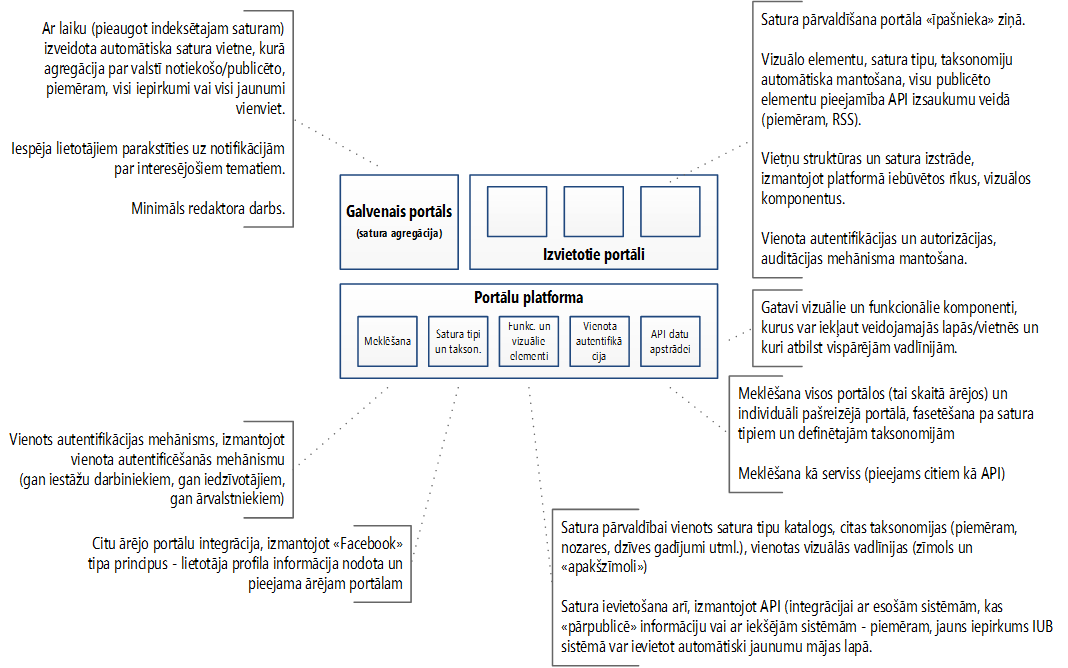 Ar laiku (pieaugot indeksētajam saturam)
izveidota automātiska satura vietne, kurā
agregācija par valstī notiekošo/publicēto,
piemēram, visi iepirkumi vai visi jaunumi
vienviet.
Iespēja lietotājiem parakstīties uz notifikācijām
par interesējošiem tematiem.
Minimāls redaktora darbs.
Satura pārvaldīšana portāla «īpašnieka» ziņā.
Vizuālo elementu, satura tipu, taksonomiju
automātiska mantošana, visu publicēto
elementu pieejamība API izsaukumu veidā
(piemēram, RSS).
Vietņu struktūras un satura izstrāde,
izmantojot platformā iebūvētos rīkus, vizuālos
komponentus.
Vienota autentifikācijas un autorizācijas,
auditācijas mehānisma mantošana.
Galvenais portāls
(satura agregācija)
Izvietotie portāli
Portālu platforma
Meklēšana
Satura tipi
un takson.
Funkc. un
vizuālie
elementi
Vienota
autentifikā
cija
API datu
apstrādei
Gatavi vizuālie un funkcionālie komponenti,
kurus var iekļaut veidojamajās lapās/vietnēs un
kuri atbilst vispārējām vadlīnijām.
Meklēšana visos portālos (tai skaitā ārējos) un
individuāli pašreizējā portālā, fasetēšana pa satura
tipiem un definētajām taksonomijām
Meklēšana kā serviss (pieejams citiem kā API)
Vienots autentifikācijas mehānisms, izmantojot
vienota autentificēšanās mehānismu
(gan iestāžu darbiniekiem, gan iedzīvotājiem,
gan ārvalstniekiem)
Citu ārējo portālu integrācija, izmantojot «Facebook»
tipa principus - lietotāja profila informācija nodota un
pieejama ārējam portālam
Satura pārvaldībai vienots satura tipu katalogs, citas taksonomijas (piemēram,
nozares, dzīves gadījumi utml.), vienotas vizuālās vadlīnijas (zīmols un
«apakšzīmoli»)
Satura ievietošana arī, izmantojot API (integrācijai ar esošām sistēmām, kas
«pārpublicē» informāciju vai ar iekšējām sistēmām - piemēram, jauns iepirkums IUB
sistēmā var ievietot automātiski jaunumu mājas lapā.